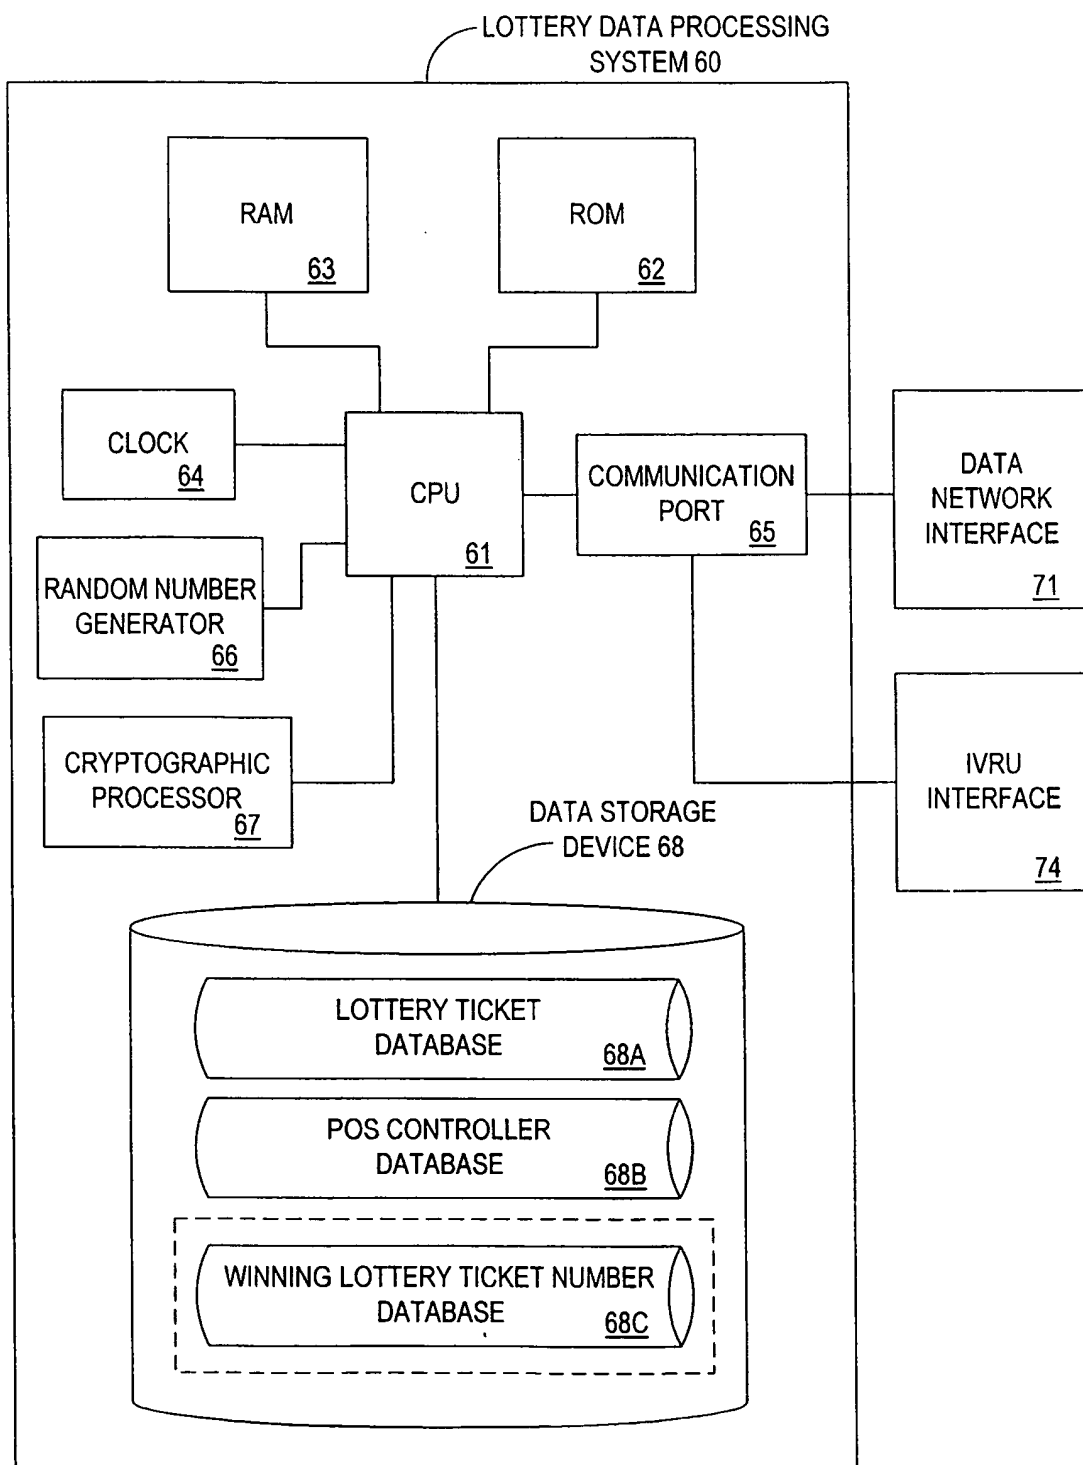 LOTTERY DATA PROCESSING
SYSTEM 60
RAM
63
ROM
62
CLOCK
64
CPU
61
COMMUNICATION
PORT
65
DATA
NETWORK
INTERFACE
71
RANDOM NUMBER
GENERATOR
66
CRYPTOGRAPHIC
PROCESSOR
67
IVRU
INTERFACE
74
DATA STORAGE
DEVICE 68
LOTTERY TICKET
DATABASE
68A
POS CONTROLLER
DATABASE
68B
WINNING LOTTERY TICKET NUMBER
DATABASE
68C